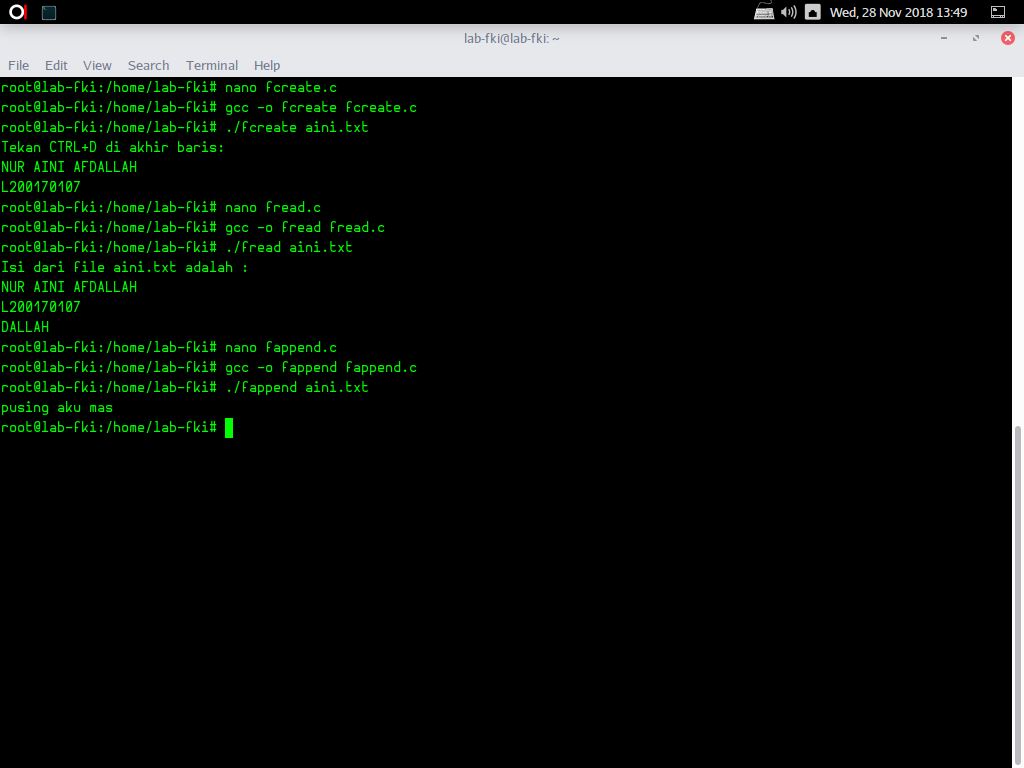 Wed, 28 Nov 2018 13:49
lab-fki@lab-fki: ~
File Edit View Search Terminal Help
root@lab-fki:/home/lab-fki# nano fcreate.c
root@lab-fki:/home/lab-fki# gcc -o fcreate fcreate.c
root@lab-fki:/home/lab-fki# ./fcreate aini.txt
Tekan CTRL+D di akhir baris:
NUR AINI AFDALLAH
L200170107
root@lab-fki:/home/lab-fki# nano fread.c
root@lab-fki:/home/lab-fki# gcc -o fread fread.c
root@lab-fki:/home/lab-fki# ./fread aini.txt
Isi dari file aini.txt adalah :
NUR AINI AFDALLAH
L200170107
DALLAH
root@lab-fki:/home/lab-fki# nano fappend.c
root@lab-fki:/home/lab-fki# gcc -o fappend fappend.c
root@lab-fki:/home/lab-fki# ./fappend aini.txt
pusing aku mas
root@lab-fki:/home/lab-fki#